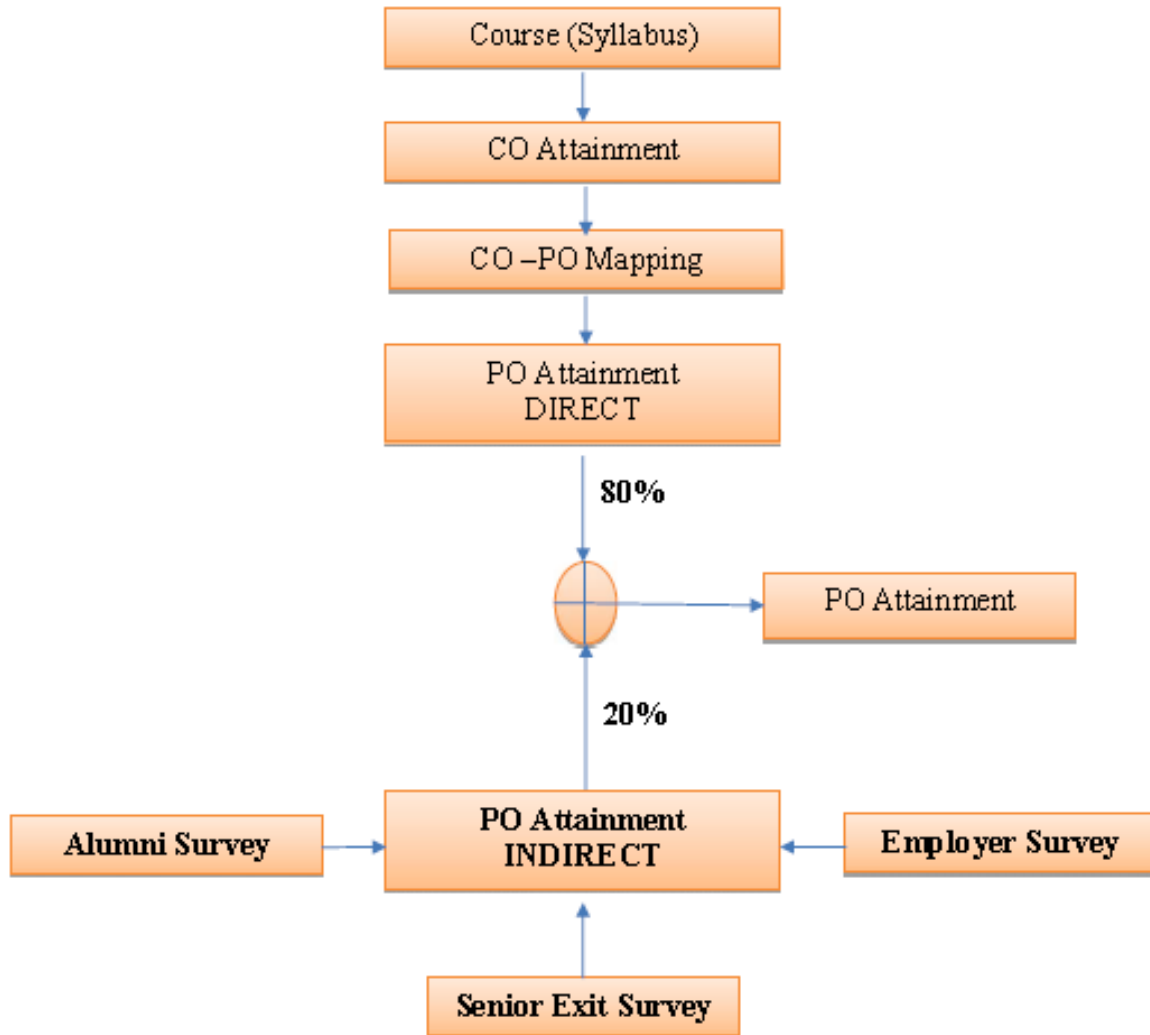 Course (Syllabus)
CO Attainment
CO –PO Mapping
PO Attainment
DIRECT
80%
PO Attainment
20%
PO Attainment
INDIRECT
Alumni Survey
Employer Survey
Senior Exit Survey